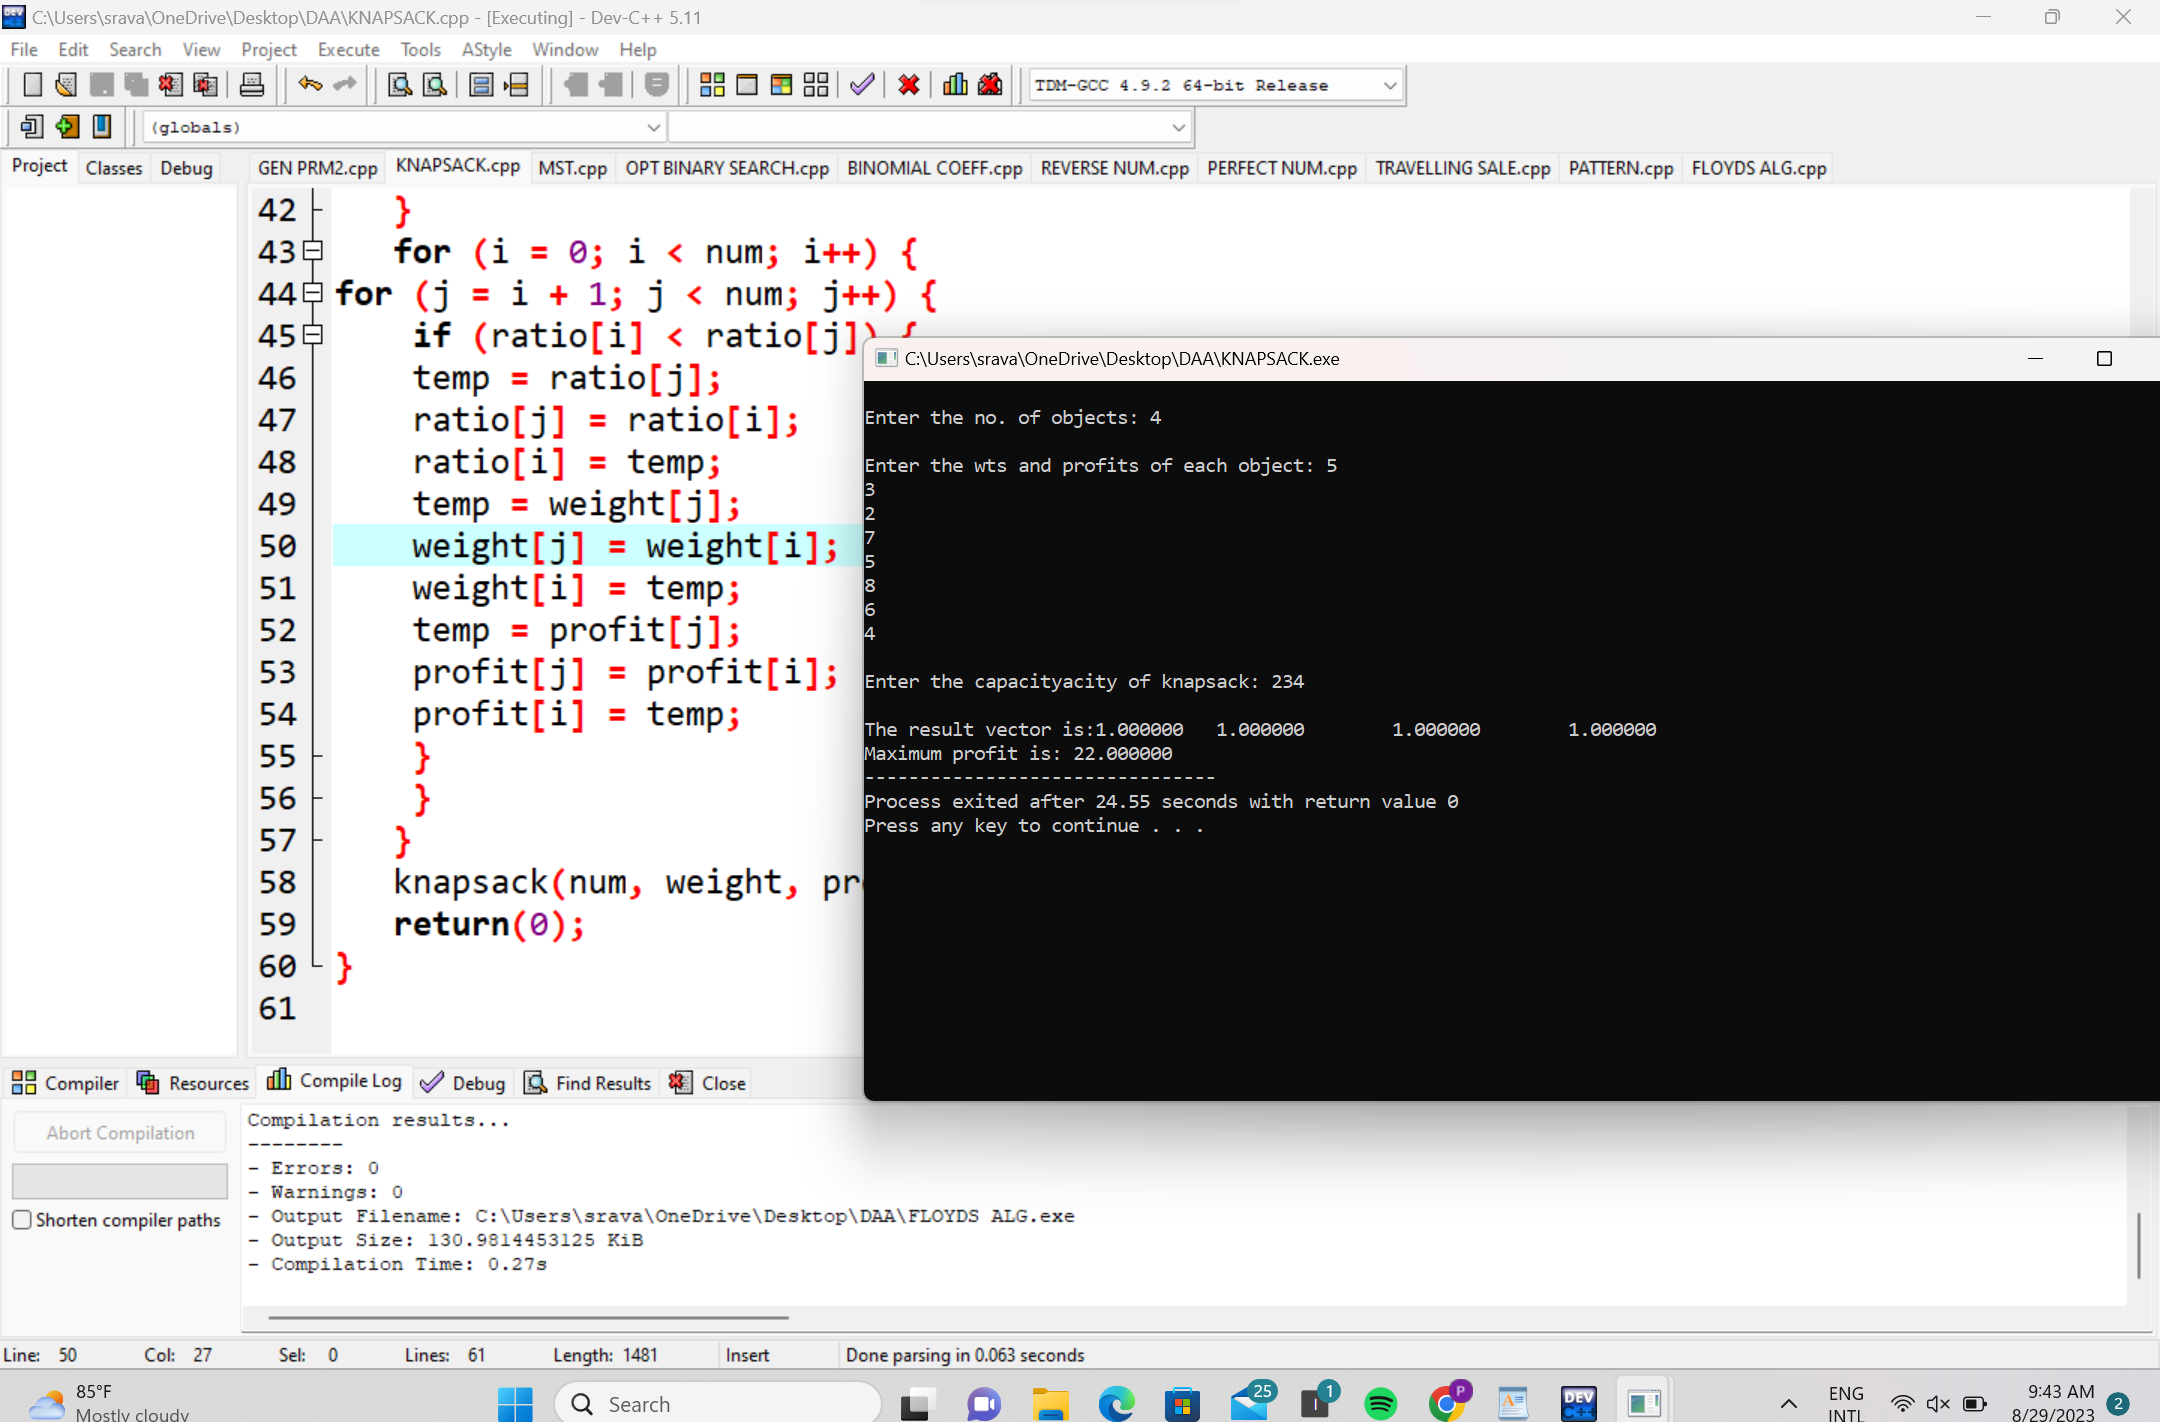 C:\Users\srava\OneDrive\Desktop\DAA\KNAPSACK.cpp - [Executing] - Dev-C++ 5.11
File Edit Search View Project Execute Tools AStyle Window Help
TDM-GCC 4.9.2 64-bit Release
(globals)
Project Classes Debug
GEN PRM2.cpp KNAPSACK.cpp MST.cpp OPT BINARY SEARCH.cpp BINOMIAL COEFF.cpp REVERSE NUM.cpp PERFECT NUM.cpp TRAVELLING SALE.cpp PATTERN.cpp FLOYDS ALG.cpp
42 }
43 for (i = 0; i < num; i++) {
44 for (j = i + 1; j < num; j++) {
45 if (ratio[i] < ratio[j]) {
46 temp = ratio[j];
47 ratio[j] = ratio[i];
48 ratio[i] = temp;
49 temp = weight[j];
50 weight[j] = weight[i];
51 weight[i] = temp;
52 temp = profit[j];
53 profit[j] = profit[i];
54 profit[i] = temp;
55 }
56 }
57 }
58 knapsack(num, weight, pr
59 return(0);
60 }
61
C:\Users\srava\OneDrive\Desktop\DAA\KNAPSACK.exe
Enter the no. of objects: 4
Enter the wts and profits of each object: 5
3
2
7
5
8
6
4
Enter the capacityacity of knapsack: 234
The result vector is:1.000000 1.000000 1.000000 1.000000
Maximum profit is: 22.000000
--------------------------------
Process exited after 24.55 seconds with return value 0
Press any key to continue . . .
Compiler Resources Compile Log Debug Find Results Close
Abort Compilation
Shorten compiler paths
Compilation results...
--------
- Errors: 0
- Warnings: 0
- Output Filename: C:\Users\srava\OneDrive\Desktop\DAA\FLOYDS ALG.exe
- Output Size: 130.9814453125 KiB
- Compilation Time: 0.27s
Line: 50 Col: 27 Sel: 0 Lines: 61 Length: 1481 Insert Done parsing in 0.063 seconds
85°F
Mostly cloudy
Search
25
1
P
DEV
C++
ENG
INTL
9:43 AM
8/29/2023
2